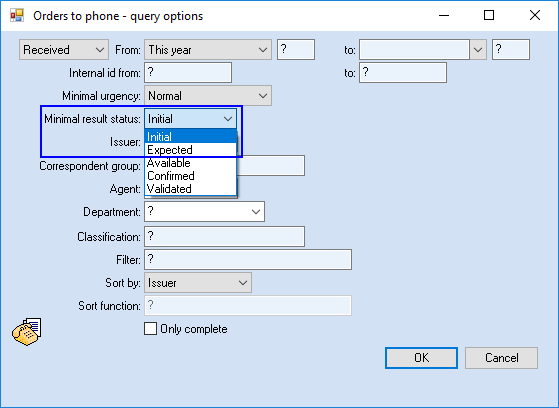 Orders to phone - query options
Received From: This year ? to: ?
Internal id from: ? to: ?
Minimal urgency: Normal
Minimal result status: Initial
Initial
Issuer:
Expected
Available
Correspondent group:
Confirmed
Agent:
Validated
Department: ?
Classification: ?
Filter: ?
Sort by: Issuer
Sort function: ?
Only complete
OK Cancel